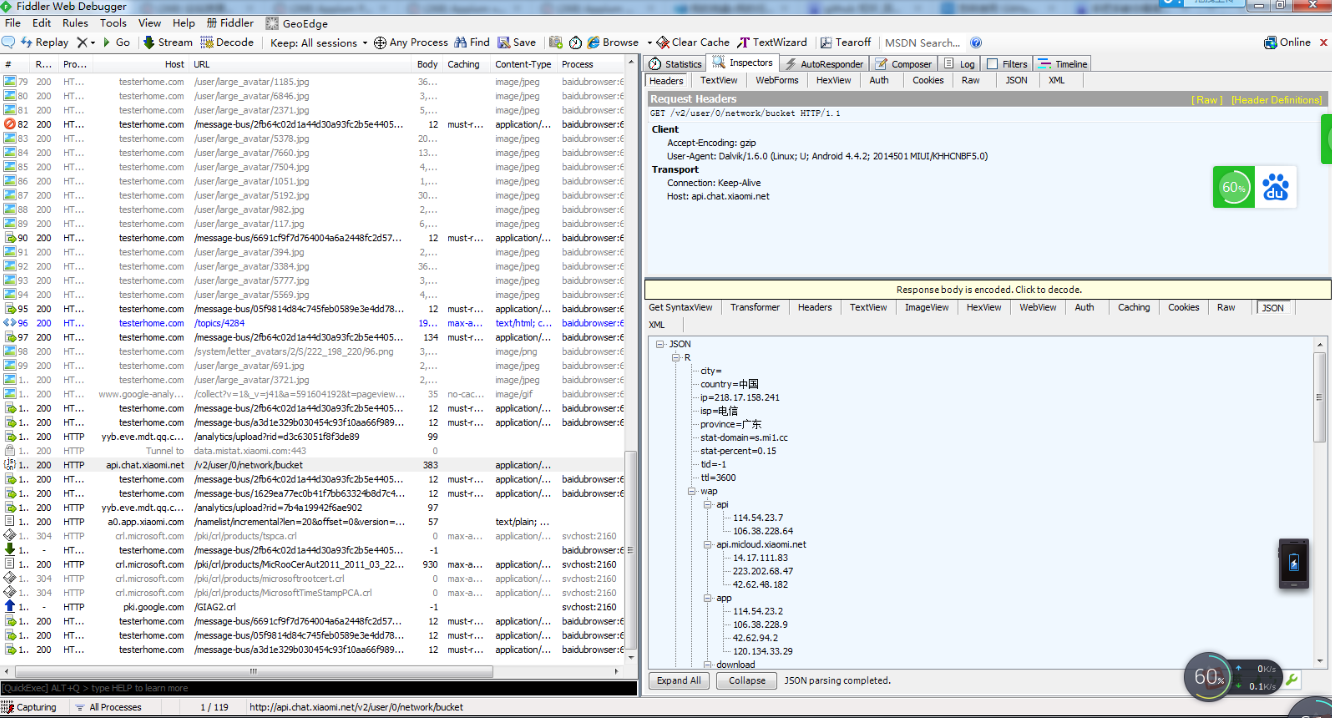 Fiddler Web Debugger
File Edit Rules Tools View Help Fiddler GeoEdge
Replay Go Stream Decode Keep: All sessions Any Process Find Save Browse Clear Cache TextWizard Tearoff MSDN Search... Online
# R... Pro... Host URL Body Caching Content-Type Process
79 200 HT... testerhome.com /user/large_avatar/1185.jpg 36... image/jpeg baidubrowser:6
80 200 HT... testerhome.com /user/large_avatar/6846.jpg 3,... image/jpeg baidubrowser:6
81 200 HT... testerhome.com /user/large_avatar/2371.jpg 5,... image/jpeg baidubrowser:6
82 200 HT... testerhome.com /message-bus/2fb64c02d1a44d30a93fc2b5e4405... 12 must-r... application/... baidubrowser:6
83 200 HT... testerhome.com /user/large_avatar/5378.jpg 20... image/jpeg baidubrowser:6
84 200 HT... testerhome.com /user/large_avatar/7660.jpg 13... image/jpeg baidubrowser:6
85 200 HT... testerhome.com /user/large_avatar/7504.jpg 4,... image/jpeg baidubrowser:6
86 200 HT... testerhome.com /user/large_avatar/1051.jpg 1,... image/jpeg baidubrowser:6
87 200 HT... testerhome.com /user/large_avatar/5192.jpg 30... image/jpeg baidubrowser:6
88 200 HT... testerhome.com /user/large_avatar/982.jpg 2,... image/jpeg baidubrowser:6
89 200 HT... testerhome.com /user/large_avatar/117.jpg 6,... image/jpeg baidubrowser:6
90 200 HT... testerhome.com /message-bus/6691cf9f7d764004a6a2448fc2d57... 12 must-r... application/... baidubrowser:6
91 200 HT... testerhome.com /user/large_avatar/394.jpg 2,... image/jpeg baidubrowser:6
92 200 HT... testerhome.com /user/large_avatar/3384.jpg 36... image/jpeg baidubrowser:6
93 200 HT... testerhome.com /user/large_avatar/5777.jpg 3,... image/jpeg baidubrowser:6
94 200 HT... testerhome.com /user/large_avatar/5569.jpg 4,... image/jpeg baidubrowser:6
95 200 HT... testerhome.com /message-bus/05f9814d84c745feb0589e3e4dd78... 12 must-r... application/... baidubrowser:6
96 200 HT... testerhome.com /topics/4284 19... max-a... text/html; c... baidubrowser:6
97 200 HT... testerhome.com /message-bus/2fb64c02d1a44d30a93fc2b5e4405... 134 must-r... application/... baidubrowser:6
98 200 HT... testerhome.com /system/letter_avatars/2/S/222_198_220/96.png 3,... image/png baidubrowser:6
99 200 HT... testerhome.com /user/large_avatar/691.jpg 2,... image/jpeg baidubrowser:6
1... 200 HT... testerhome.com /user/large_avatar/3721.jpg 2,... image/jpeg baidubrowser:6
1... 200 HT... www.google-analy... /collect?v=1&_v=j41&a=591604192&t=pageview... 35 no-cac... image/gif baidubrowser:6
1... 200 HT... testerhome.com /message-bus/2fb64c02d1a44d30a93fc2b5e4405... 12 must-r... application/... baidubrowser:6
1... 200 HT... testerhome.com /message-bus/a3d1e329b030454c93f10aa66f989... 12 must-r... application/... baidubrowser:6
1... 200 HTTP yyb.eve.mdt.qq.c... /analytics/upload?rid=d3c63051f8f3de89 99
1... 200 HTTP Tunnel to data.mistat.xiaomi.com:443 0
1... 200 HTTP api.chat.xiaomi.net /v2/user/0/network/bucket 383 application/...
1... 200 HT... testerhome.com /message-bus/2fb64c02d1a44d30a93fc2b5e4405... 12 must-r... application/... baidubrowser:6
1... 200 HT... testerhome.com /message-bus/1629ea77ec0b41f7bb63324b8d7c4... 12 must-r... application/... baidubrowser:6
1... 200 HTTP yyb.eve.mdt.qq.c... /analytics/upload?rid=7b4a19942f6ae902 97
1... 200 HTTP a0.app.xiaomi.com /namelist/incremental?len=20&offset=0&version=... 57 text/plain; ...
1... 304 HTTP crl.microsoft.com /pki/crl/products/tspca.crl 0 max-a... application/... svchost:2160
1... - HT... testerhome.com /message-bus/2fb64c02d1a44d30a93fc2b5e4405... -1 baidubrowser:6
1... 200 HTTP crl.microsoft.com /pki/crl/products/MicRooCerAut2011_2011_03_22... 930 max-a... application/... svchost:2160
1... 304 HTTP crl.microsoft.com /pki/crl/products/microsoftrootcert.crl 0 max-a... application/... svchost:2160
1... 304 HTTP crl.microsoft.com /pki/crl/products/MicrosoftTimeStampPCA.crl 0 max-a... application/... svchost:2160
1... - HTTP pki.google.com /GIAG2.crl -1 svchost:2160
1... 200 HT... testerhome.com /message-bus/6691cf9f7d764004a6a2448fc2d57... 12 must-r... application/... baidubrowser:6
1... 200 HT... testerhome.com /message-bus/05f9814d84c745feb0589e3e4dd78... 12 must-r... application/... baidubrowser:6
1... 200 HT... testerhome.com /message-bus/a3d1e329b030454c93f10aa66f989... 12 must-r... application/... baidubrowser:6
[QuickExec] ALT+Q > type HELP to learn more
Capturing All Processes 1 / 119 http://api.chat.xiaomi.net/v2/user/0/network/bucket
Statistics Inspectors AutoResponder Composer Log Filters Timeline
Headers TextView WebForms HexView Auth Cookies Raw JSON XML
Request Headers [ Raw ] [Header Definitions]
GET /v2/user/0/network/bucket HTTP/1.1
Client
Accept-Encoding: gzip
User-Agent: Dalvik/1.6.0 (Linux; U; Android 4.4.2; 2014501 MIUI/KHHCNBF5.0)
Transport
Connection: Keep-Alive
Host: api.chat.xiaomi.net
60%
du
Response body is encoded. Click to decode.
Get SyntaxView Transformer Headers TextView ImageView HexView WebView Auth Caching Cookies Raw JSON
XML
JSON
R
city=
country=中国
ip=218.17.158.241
isp=电信
province=广东
stat-domain=s.mi1.cc
stat-percent=0.15
tid=-1
ttl=3600
wap
api
114.54.23.7
106.38.228.64
api.micloud.xiaomi.net
14.17.111.83
223.202.68.47
42.62.48.182
app
114.54.23.2
106.38.228.9
42.62.94.2
120.134.33.29
download
Expand All Collapse JSON parsing completed.
60% 0K/s
0.1K/s